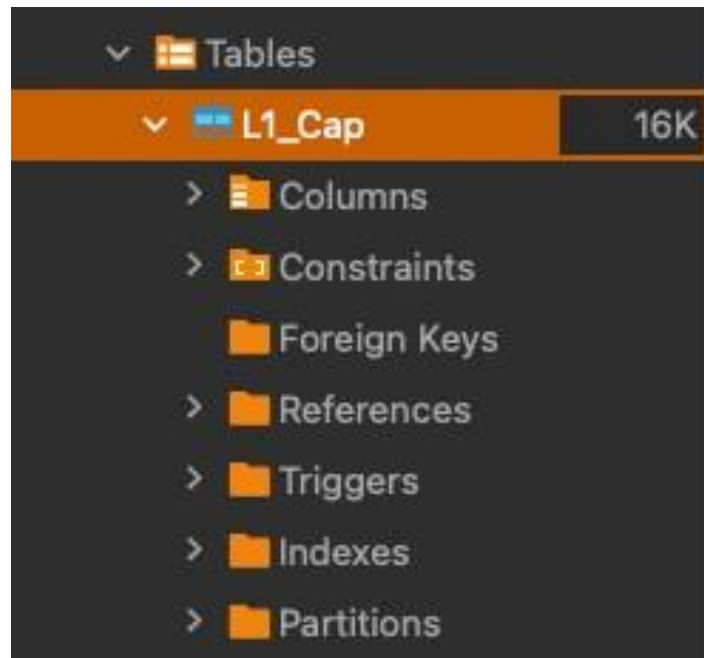 Tables
L1_Cap 16K
Columns
Constraints
Foreign Keys
References
Triggers
Indexes
Partitions